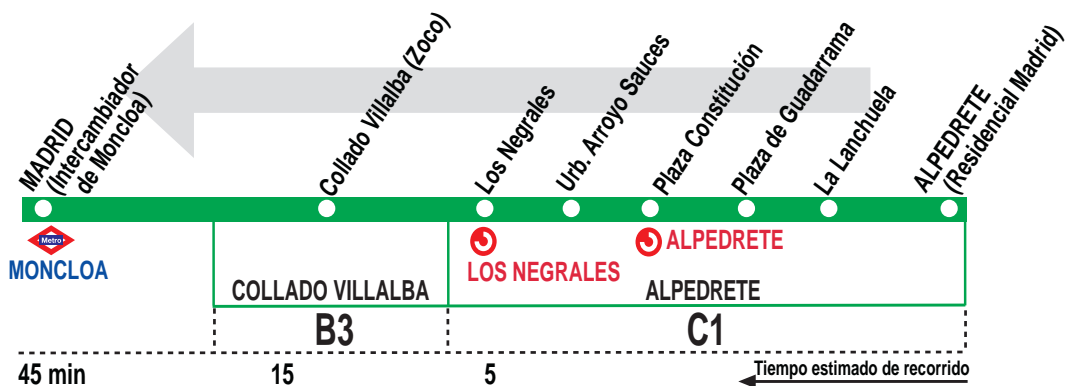 MADRID
(Intercambiador
de Moncloa)
Collado Villalba (Zoco)
Los Negrales
Urb. Arroyo Sauces
Plaza Constitución
Plaza de Guadarrama
La Lanchuela
ALPEDRETE
(Residencial Madrid)
Metro
MONCLOA
LOS NEGRALES
ALPEDRETE
COLLADO VILLALBA
ALPEDRETE
B3
C1
45 min
15
5
Tiempo estimado de recorrido